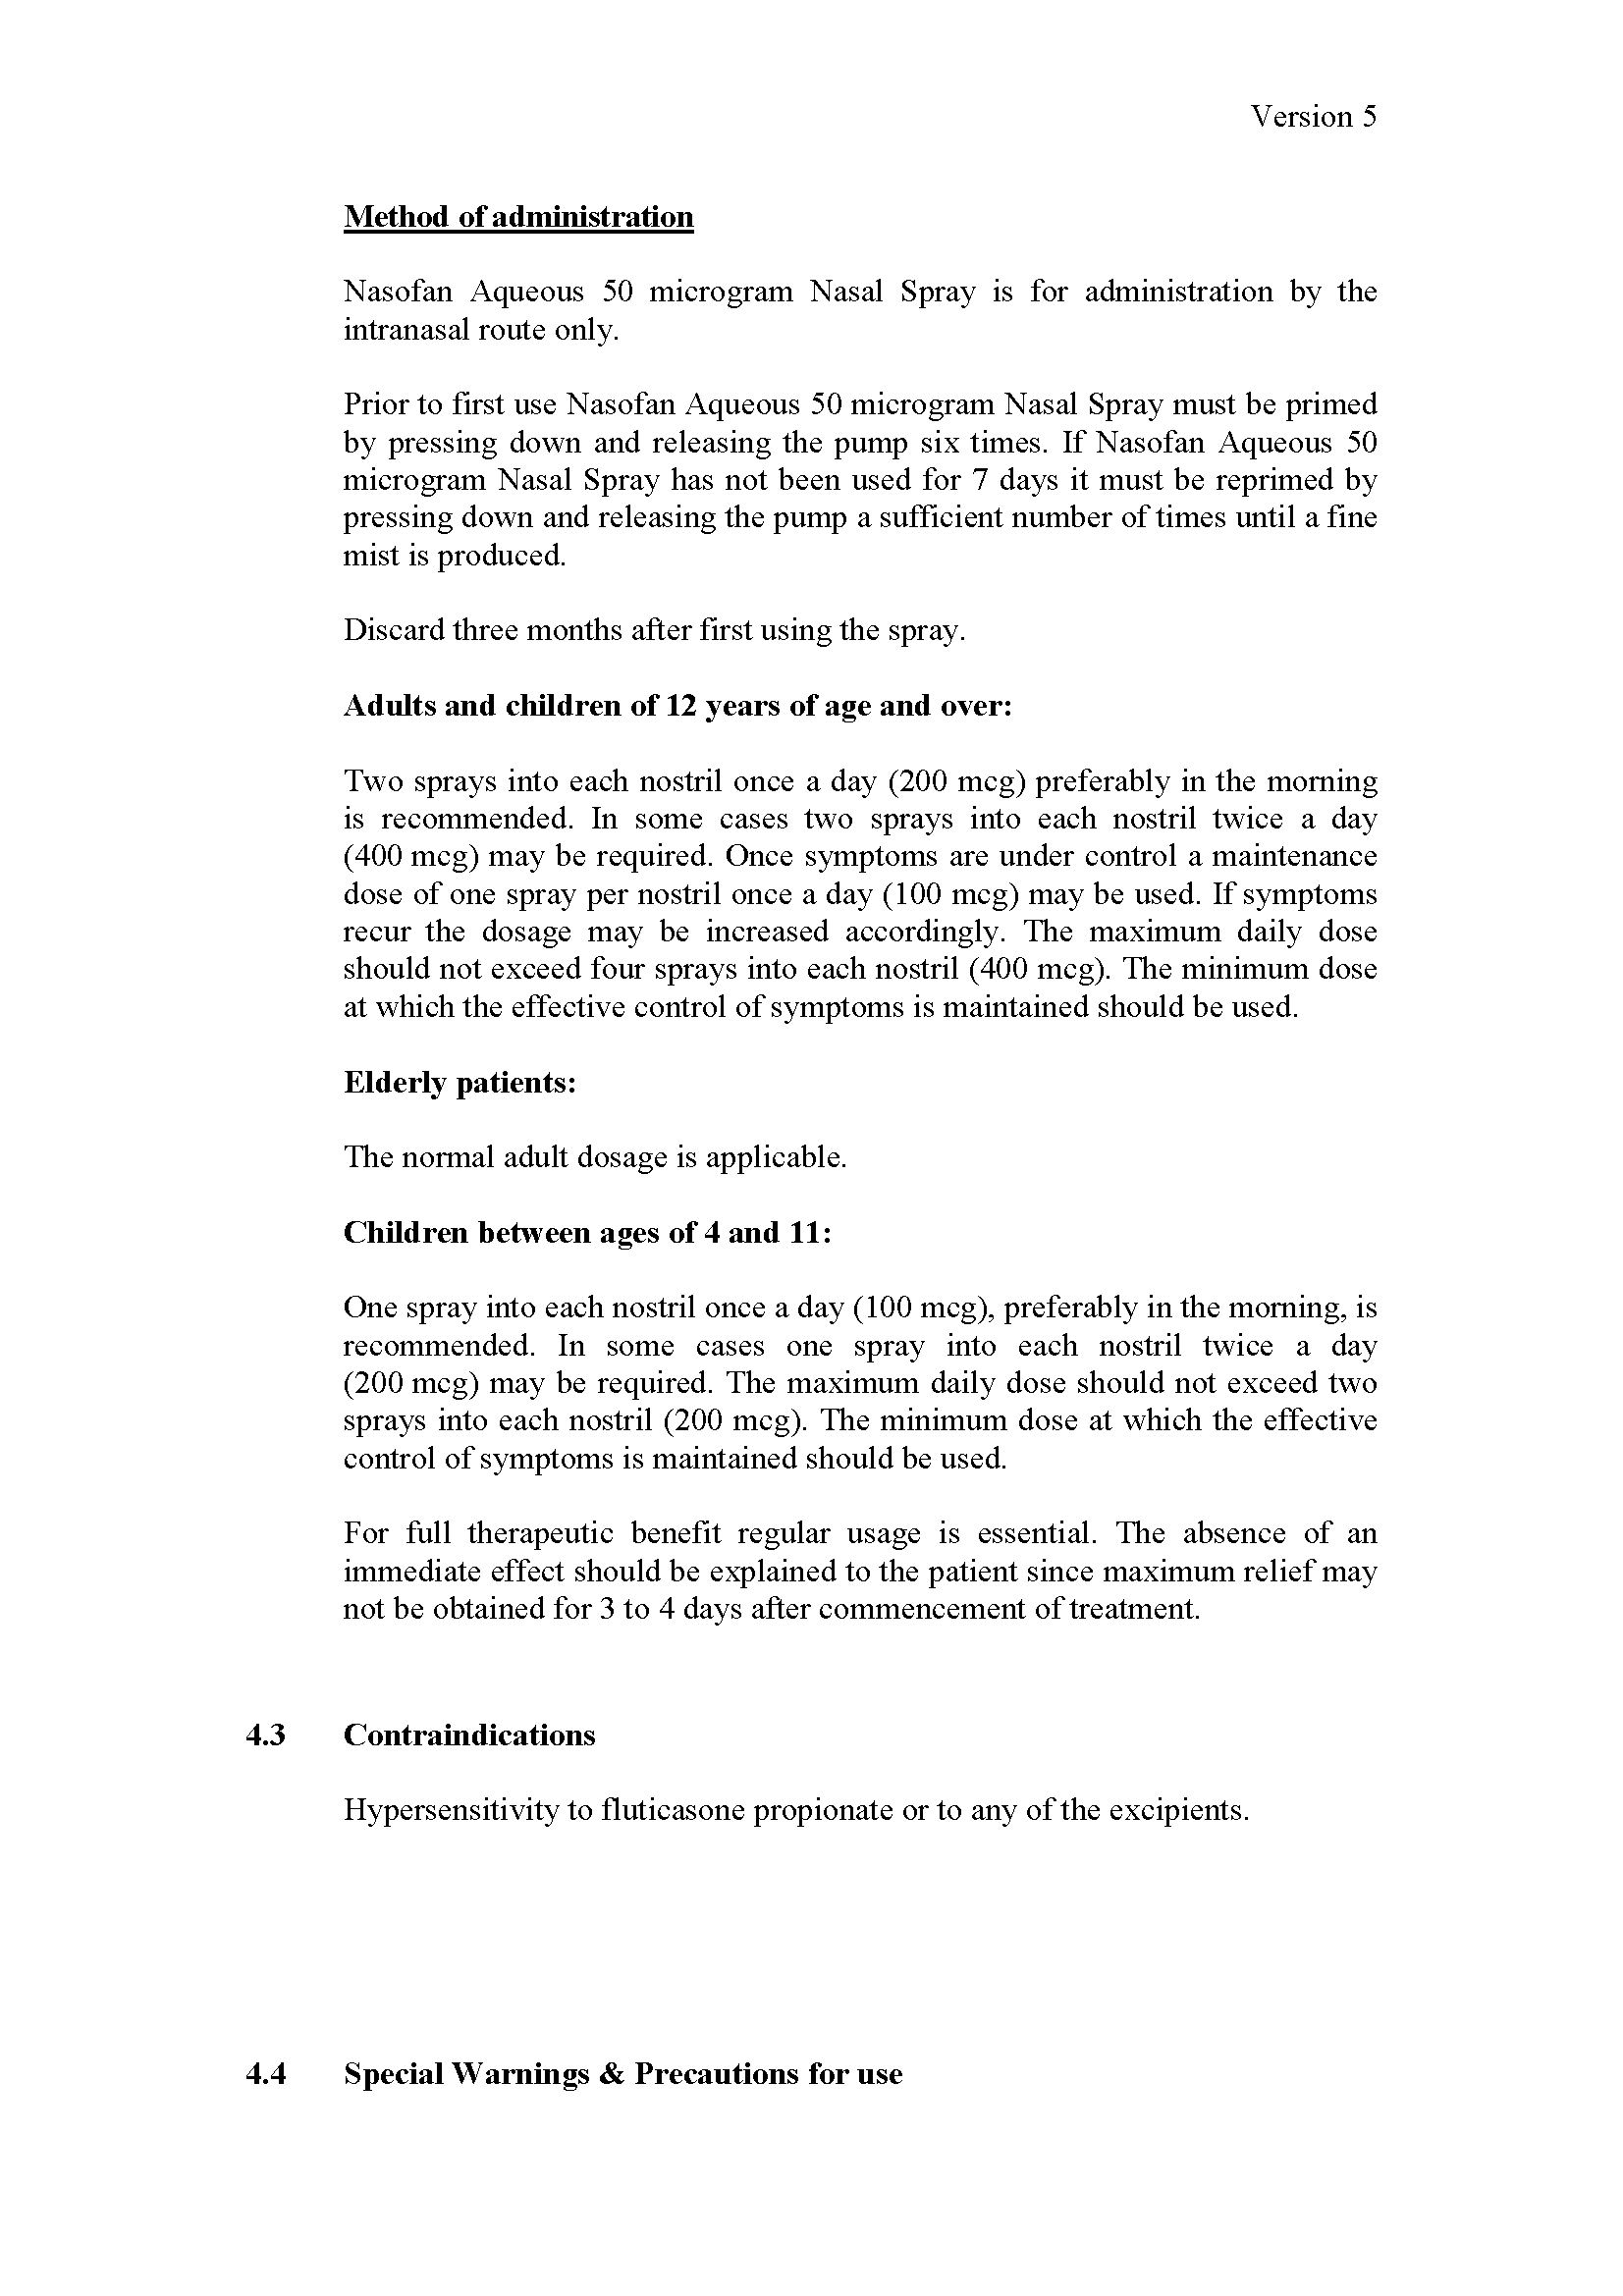 Version 5
Method of administration
Nasofan Aqueous 50 microgram Nasal Spray is for administration by the
intranasal route only.
Prior to first use Nasofan Aqueous 50 microgram Nasal Spray must be primed
by pressing down and releasing the pump six times. If Nasofan Aqueous 50
microgram Nasal Spray has not been used for 7 days it must be reprimed by
pressing down and releasing the pump a sufficient number of times until a fine
mist is produced.
Discard three months after first using the spray.
Adults and children of 12 years of age and over:
Two sprays into each nostril once a day (200 mcg) preferably in the morning
is recommended. In some cases two sprays into each nostril twice a day
(400 mcg) may be required. Once symptoms are under control a maintenance
dose of one spray per nostril once a day (100 mcg) may be used. If symptoms
recur the dosage may be increased accordingly. The maximum daily dose
should not exceed four sprays into each nostril (400 mcg). The minimum dose
at which the effective control of symptoms is maintained should be used.
Elderly patients:
The normal adult dosage is applicable.
Children between ages of 4 and 11:
One spray into each nostril once a day (100 mcg), preferably in the morning, is
recommended. In some cases one spray into each nostril twice a day
(200 mcg) may be required. The maximum daily dose should not exceed two
sprays into each nostril (200 mcg). The minimum dose at which the effective
control of symptoms is maintained should be used.
For full therapeutic benefit regular usage is essential. The absence of an
immediate effect should be explained to the patient since maximum relief may
not be obtained for 3 to 4 days after commencement of treatment.
4.3 Contraindications
Hypersensitivity to fluticasone propionate or to any of the excipients.
4.4 Special Warnings & Precautions for use